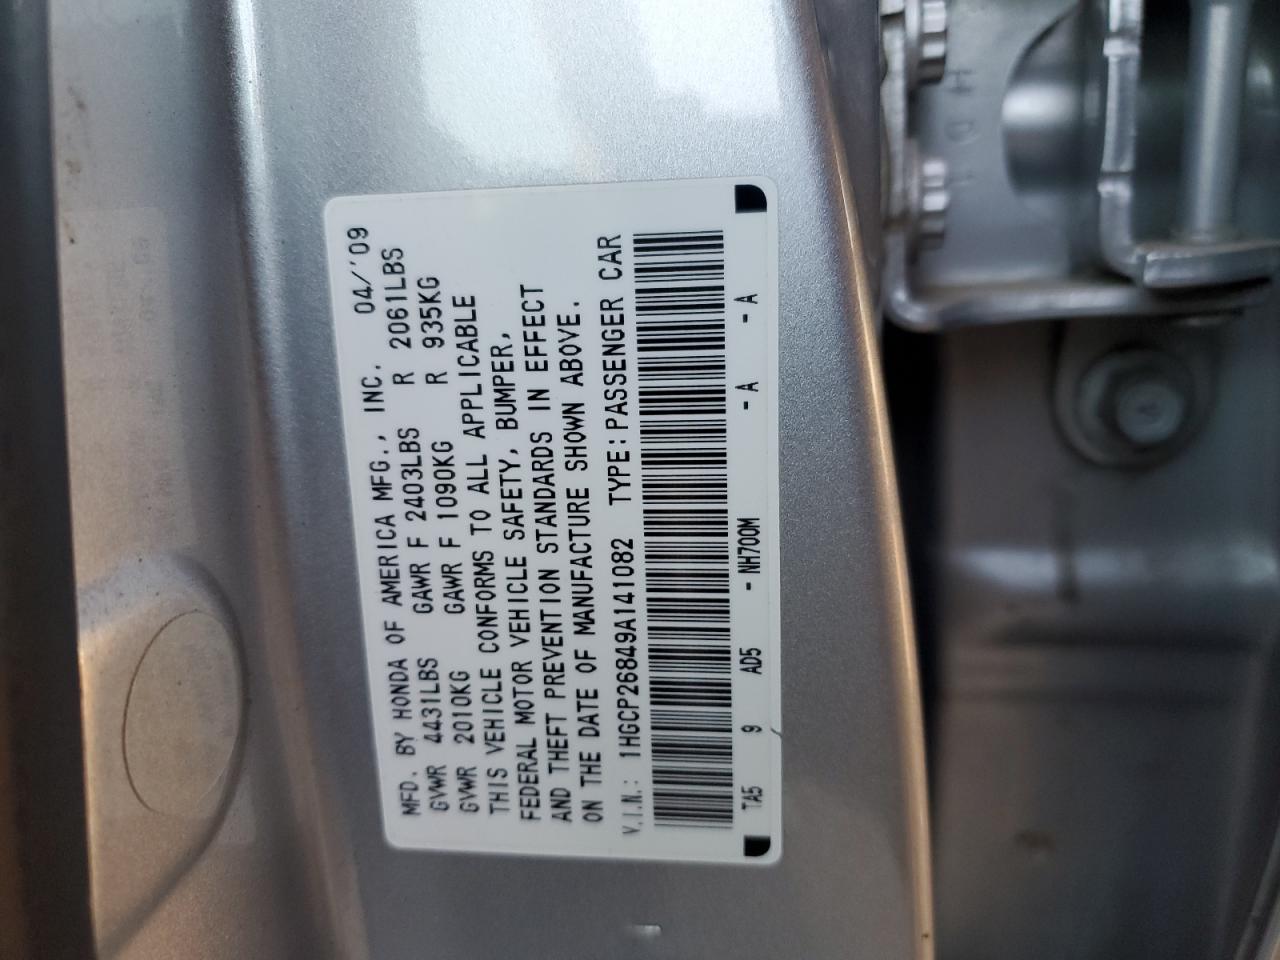 MFD. BY HONDA OF AMERICA MFG., INC. 04/'09
GVWR 4431LBS GAWR F 2403LBS R 2061LBS
GVWR 2010KG GAWR F 1090KG R 935KG
THIS VEHICLE CONFORMS TO ALL APPLICABLE
FEDERAL MOTOR VEHICLE SAFETY, BUMPER,
AND THEFT PREVENTION STANDARDS IN EFFECT
ON THE DATE OF MANUFACTURE SHOWN ABOVE.
V.I.N.: 1HGCP26849A141082 TYPE:PASSENGER CAR
TA5 9 AD5 - NH700M - A - A
H D